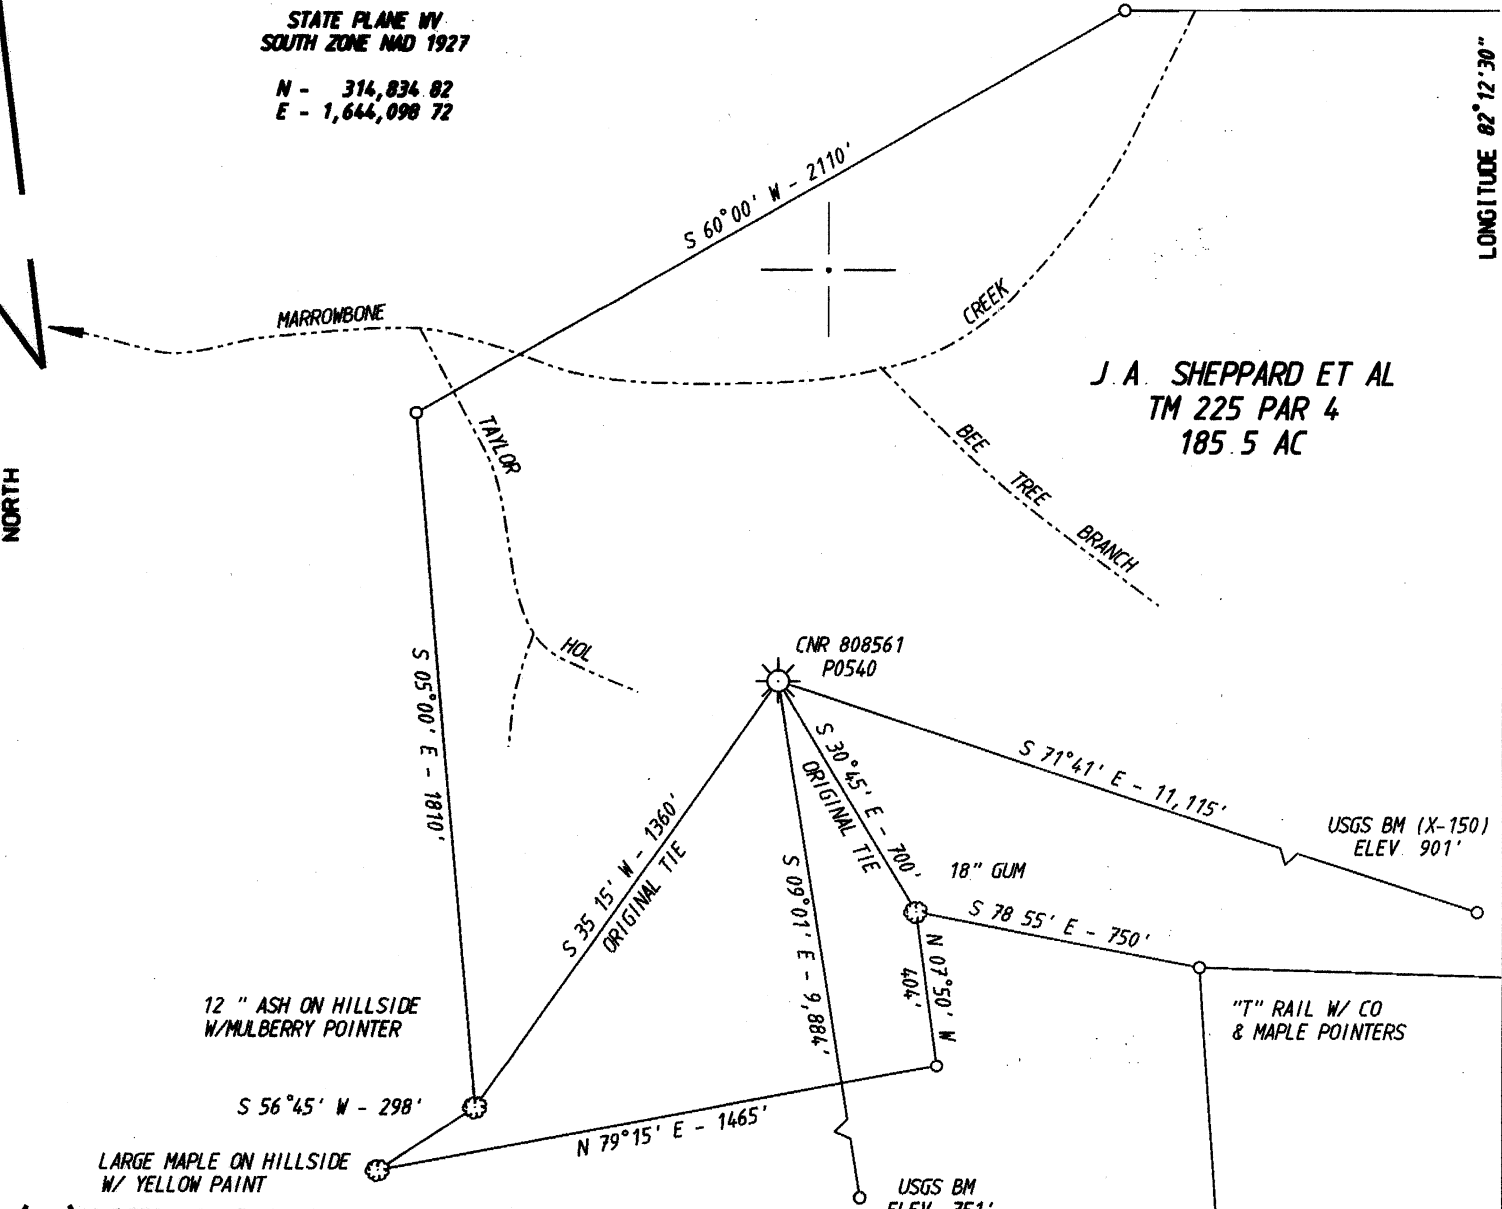 STATE PLANE WV
SOUTH ZONE NAD 1927
N - 314,834.82
E - 1,644,098 72
LONGITUDE 82°12'30"
S 60°00' W - 2110'
MARROWBONE
CREEK
J.A. SHEPPARD ET AL
TM 225 PAR 4
185.5 AC
TAYLOR
BEE
TREE
BRANCH
NORTH
HOL
CNR 808561
P0540
S 05°00' E - 1810'
S 30°45' E - 700'
ORIGINAL TIE
S 71°41' E - 11,115'
USGS BM (X-150)
ELEV. 901'
S 35 15' W - 1360'
ORIGINAL TIE
S 09°01' E - 9,884'
18" GUM
S 78 55' E - 750'
N 07°50' W
404'
12 " ASH ON HILLSIDE
W/MULBERRY POINTER
"T" RAIL W/ CO
& MAPLE POINTERS
S 56°45' W - 298'
N 79°15' E - 1465'
LARGE MAPLE ON HILLSIDE
W/ YELLOW PAINT
USGS BM
ELEV.